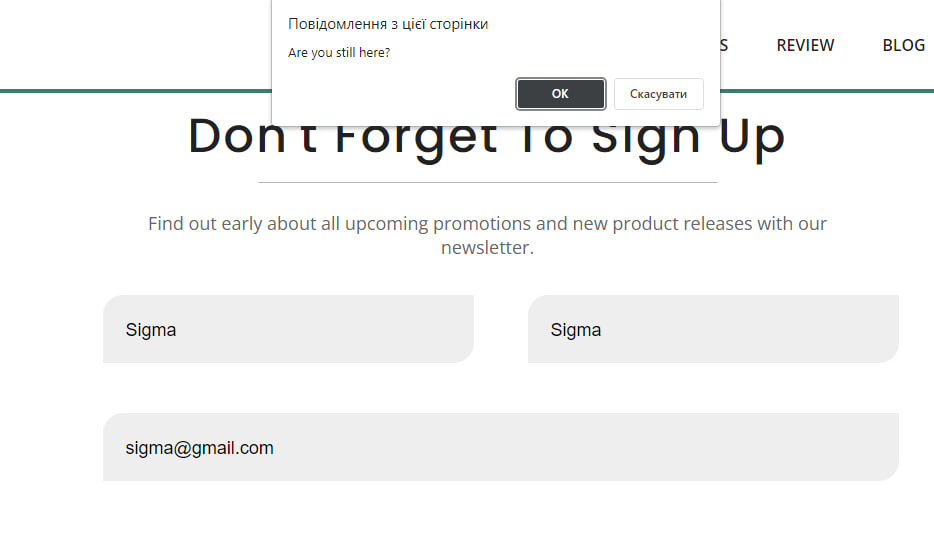 Повідомлення з цієї сторінки
Are you still here?
OK Скасувати
S REVIEW BLOG
Don't Forget To Sign Up
Find out early about all upcoming promotions and new product releases with our
newsletter.
Sigma Sigma
sigma@gmail.com